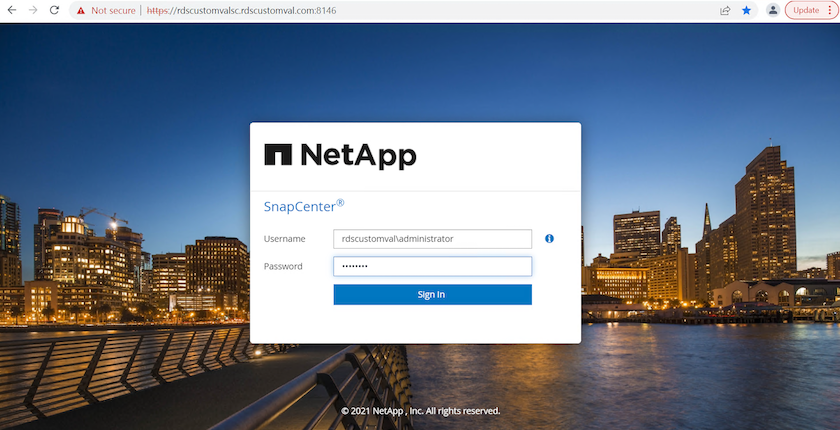 Not secure | https://rdscustomvalsc.rdscustomval.com:8146
Update
NetApp
SnapCenter®
Username rdscustomval\administrator
Password ••••••••
Sign In
© 2021 NetApp , Inc. All rights reserved.